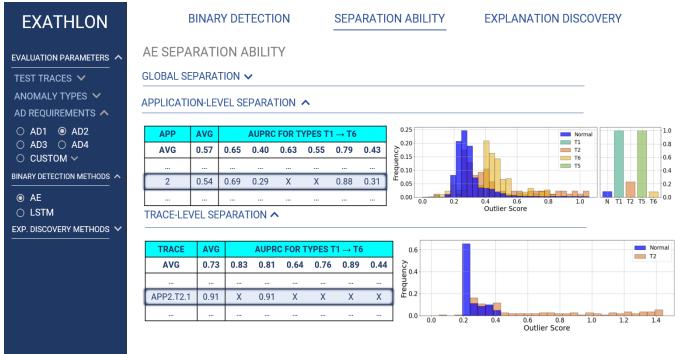 EXATHLON
BINARY DETECTION
SEPARATION ABILITY
EXPLANATION DISCOVERY
EVALUATION PARAMETERS
TEST TRACES
ANOMALY TYPES
AD REQUIREMENTS
AD1 AD2
AD3 AD4
CUSTOM
BINARY DETECTION METHODS
AE
LSTM
EXP. DISCOVERY METHODS
AE SEPARATION ABILITY
GLOBAL SEPARATION
APPLICATION-LEVEL SEPARATION
APP AVG AUPRC FOR TYPES T1 → T6
AVG 0.57 0.65 0.40 0.63 0.55 0.79 0.43
... ... ... ... ... ... ... ...
2 0.54 0.69 0.29 X X 0.88 0.31
... ... ... ... ... ... ... ...
Frequency
0.25
0.20
0.15
0.10
0.05
0.00
0.0 0.2 0.4 0.6 0.8 1.0
Outlier Score
Normal
T1
T2
T6
T5
1.0
0.8
0.6
0.4
0.2
0.0
N T1 T2 T5 T6
TRACE-LEVEL SEPARATION
TRACE AVG AUPRC FOR TYPES T1 → T6
AVG 0.73 0.83 0.81 0.64 0.76 0.89 0.44
... ... ... ... ... ... ... ...
APP2.T2.1 0.91 X 0.91 X X X X
... ... ... ... ... ... ... ...
Frequency
0.6
0.4
0.2
0.0
0.0 0.2 0.4 0.6 0.8 1.0 1.2 1.4
Outlier Score
Normal
T2